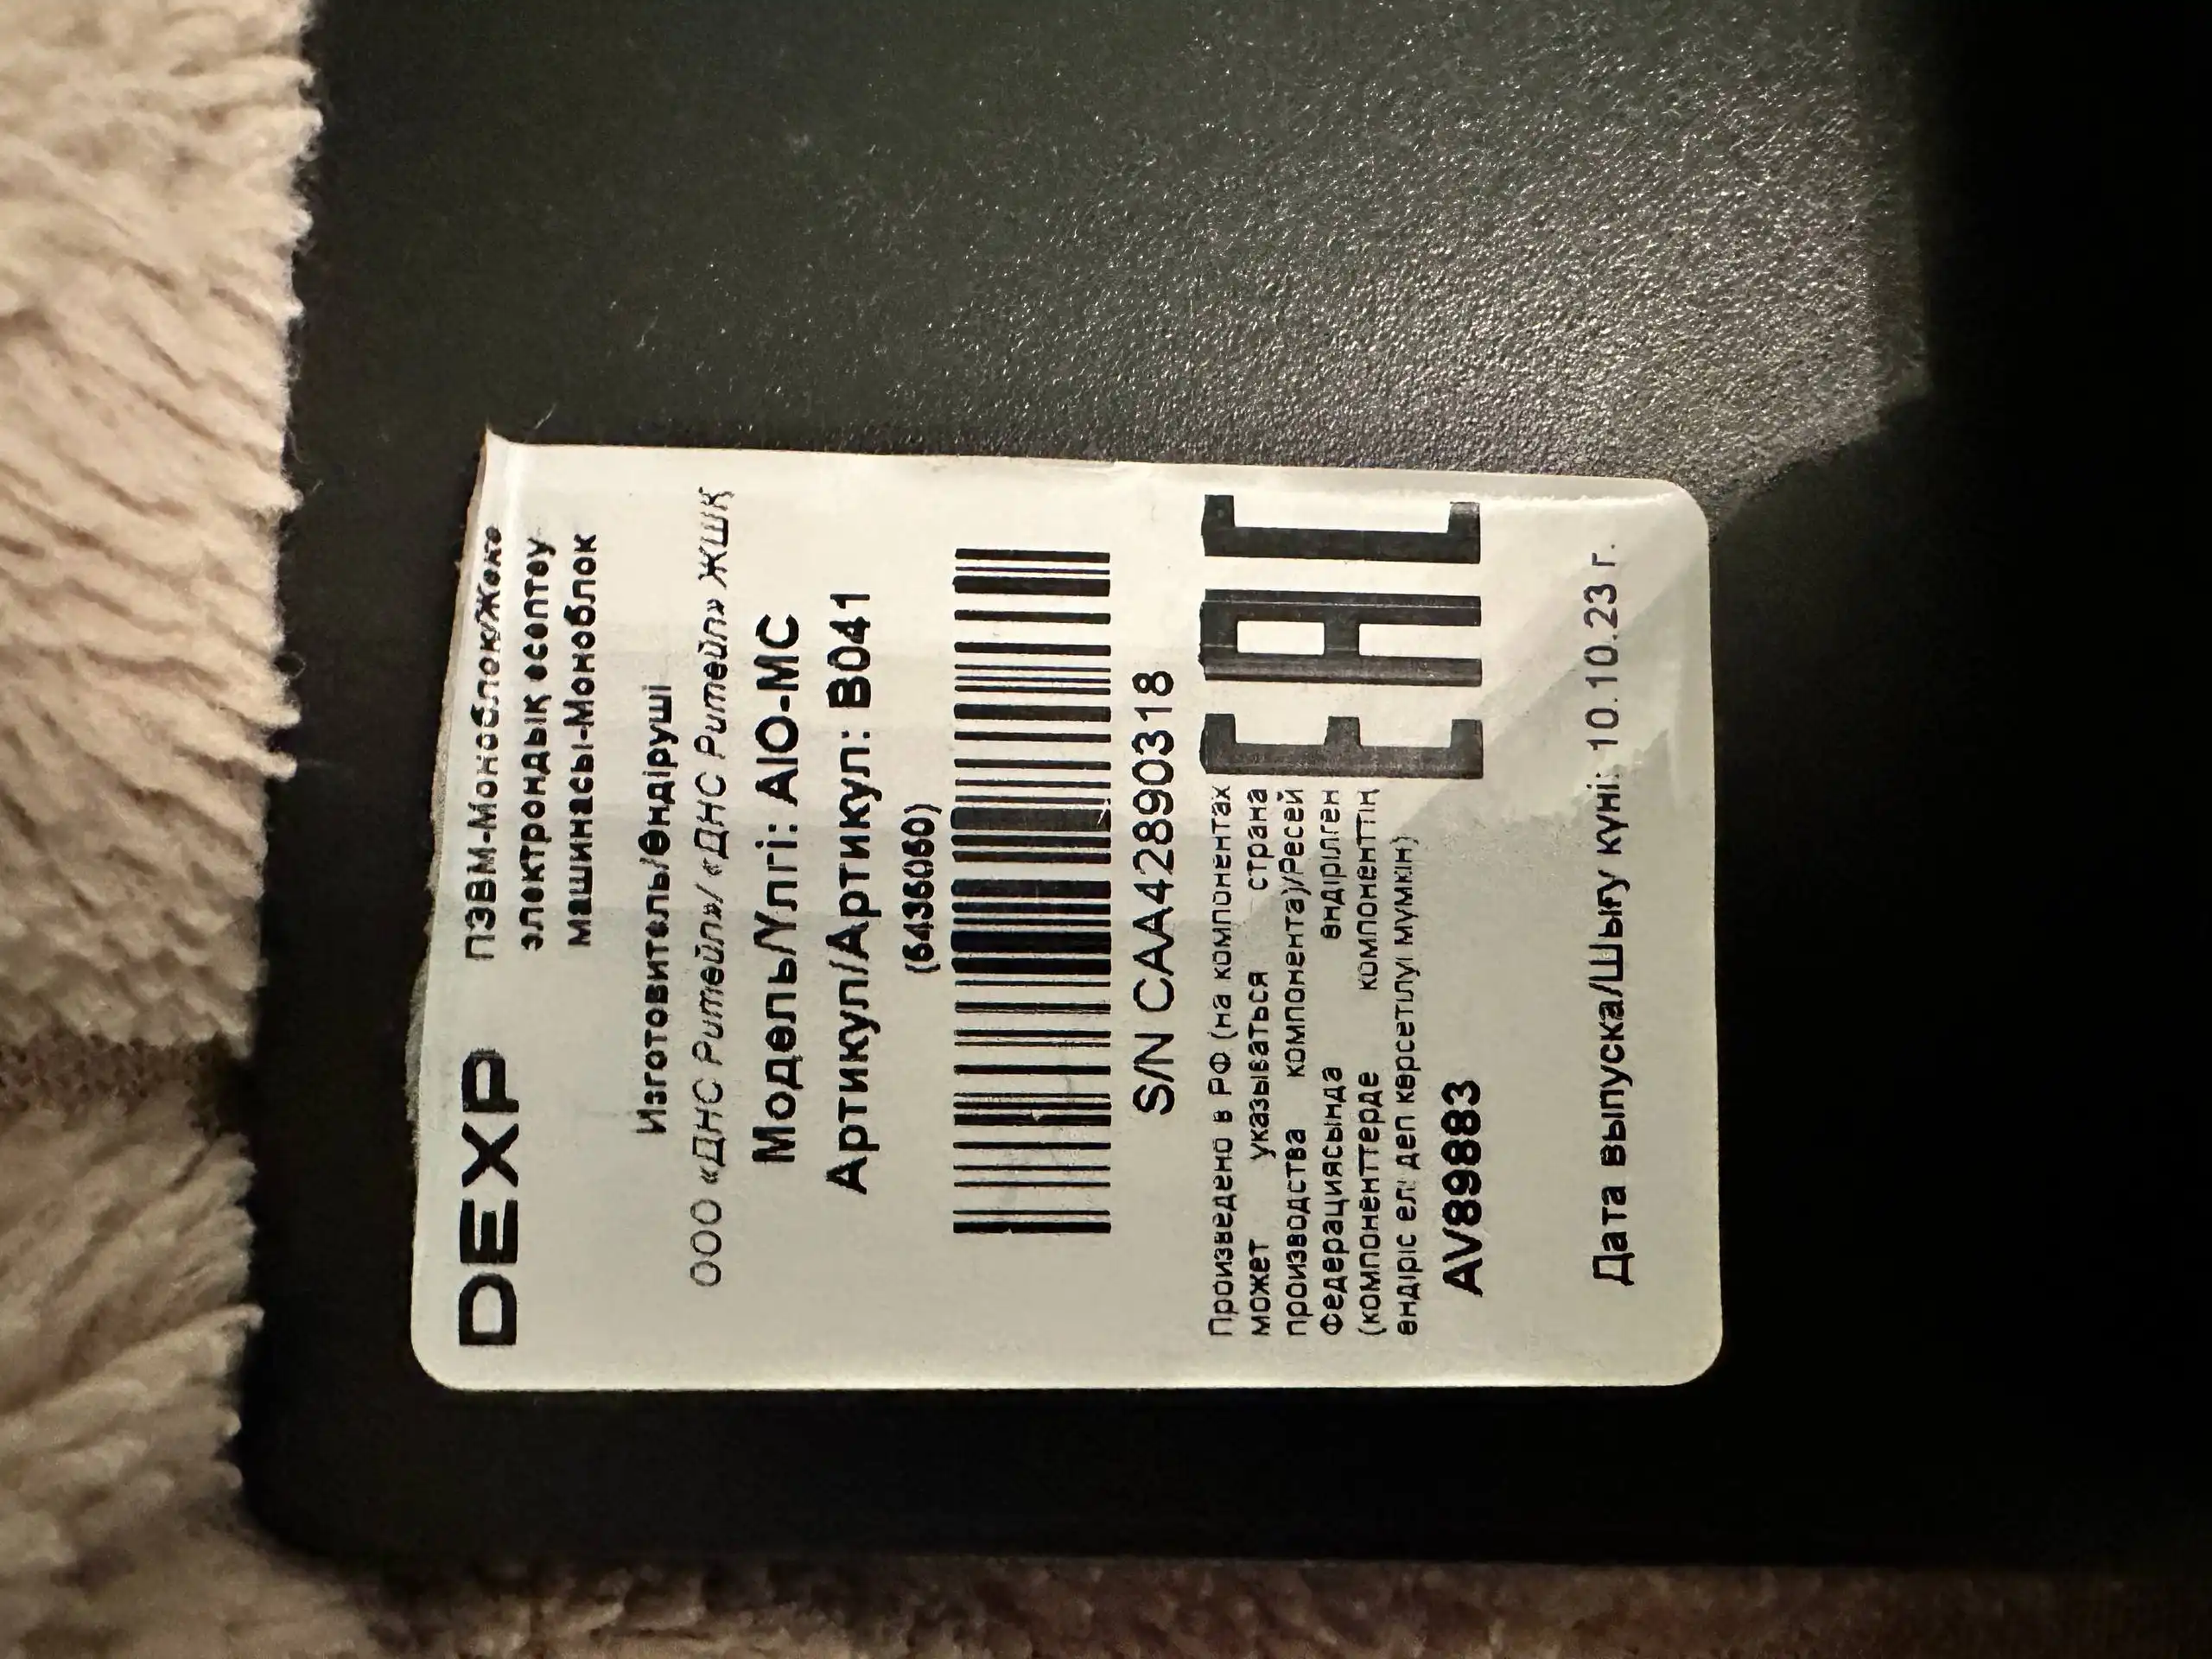 DEXP
ПЭВМ-Моноблок/Жеке
электрондық есептеу
машинасы-Моноблок
Изготовитель/Өндіруші
ООО «ДНС Ритейл»/ «ДНС Ритейл» ЖШҚ
Модель/Үлгі: AIO-MC
Артикул/Артикул: B041
(5436060)
S/N CAA42890318
Произведено в РФ (на компонентах
может указываться страна
производства компонента)/Ресей
Федерациясында өндірілген
(компоненттерде компоненттің
өндіріс елі деп көрсетілуі мүмкін)
EAC
AV89883
Дата выпуска/Шығу күні: 10.10.23 г.